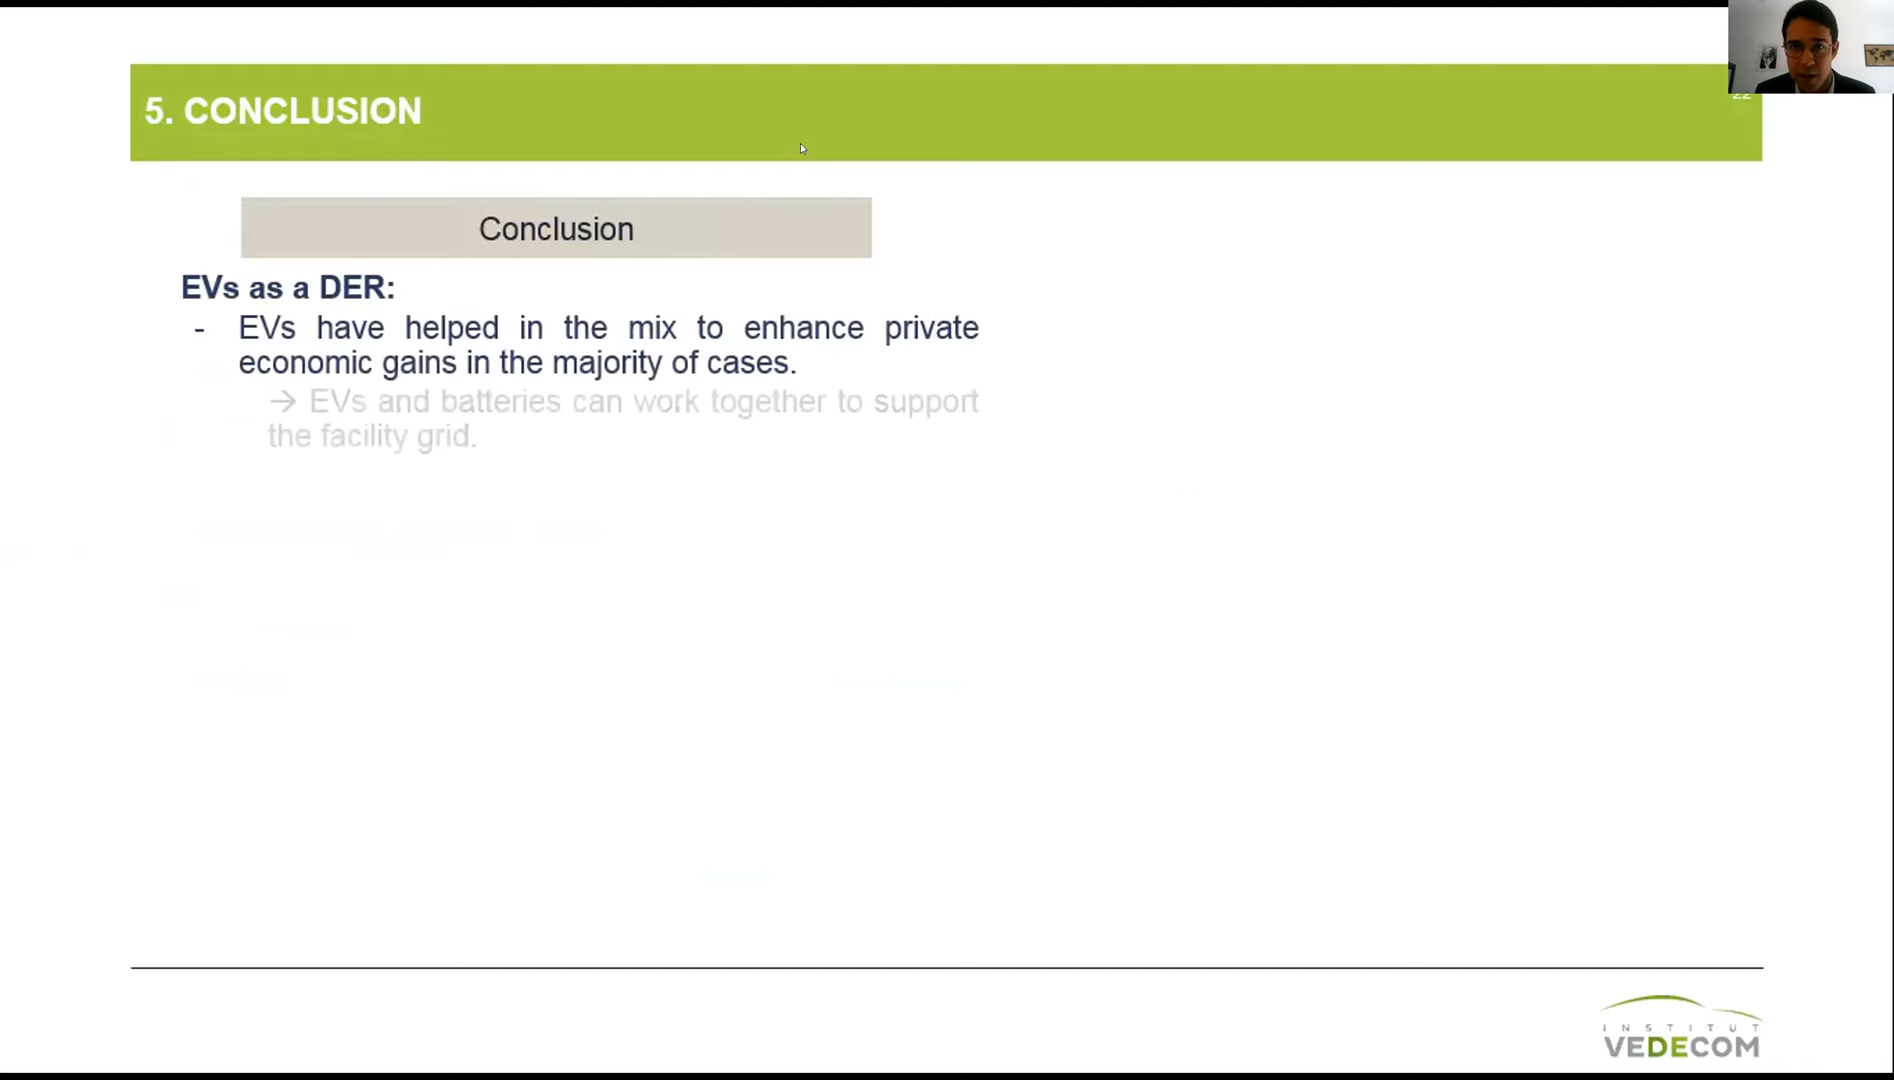 22
5. CONCLUSION
Conclusion
EVs as a DER:
- EVs have helped in the mix to enhance private
economic gains in the majority of cases.
→ EVs and batteries can work together to support
the facility grid.
INSTITUT
VEDECOM